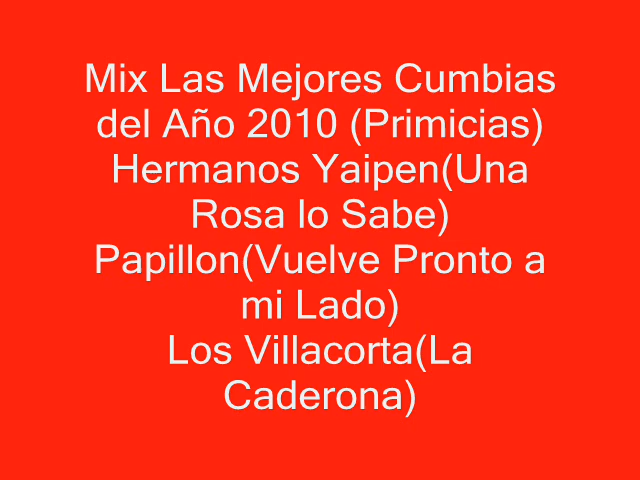 Mix Las Mejores Cumbias
del Año 2010 (Primicias)
Hermanos Yaipen(Una
Rosa lo Sabe)
Papillon(Vuelve Pronto a
mi Lado)
Los Villacorta(La
Caderona)